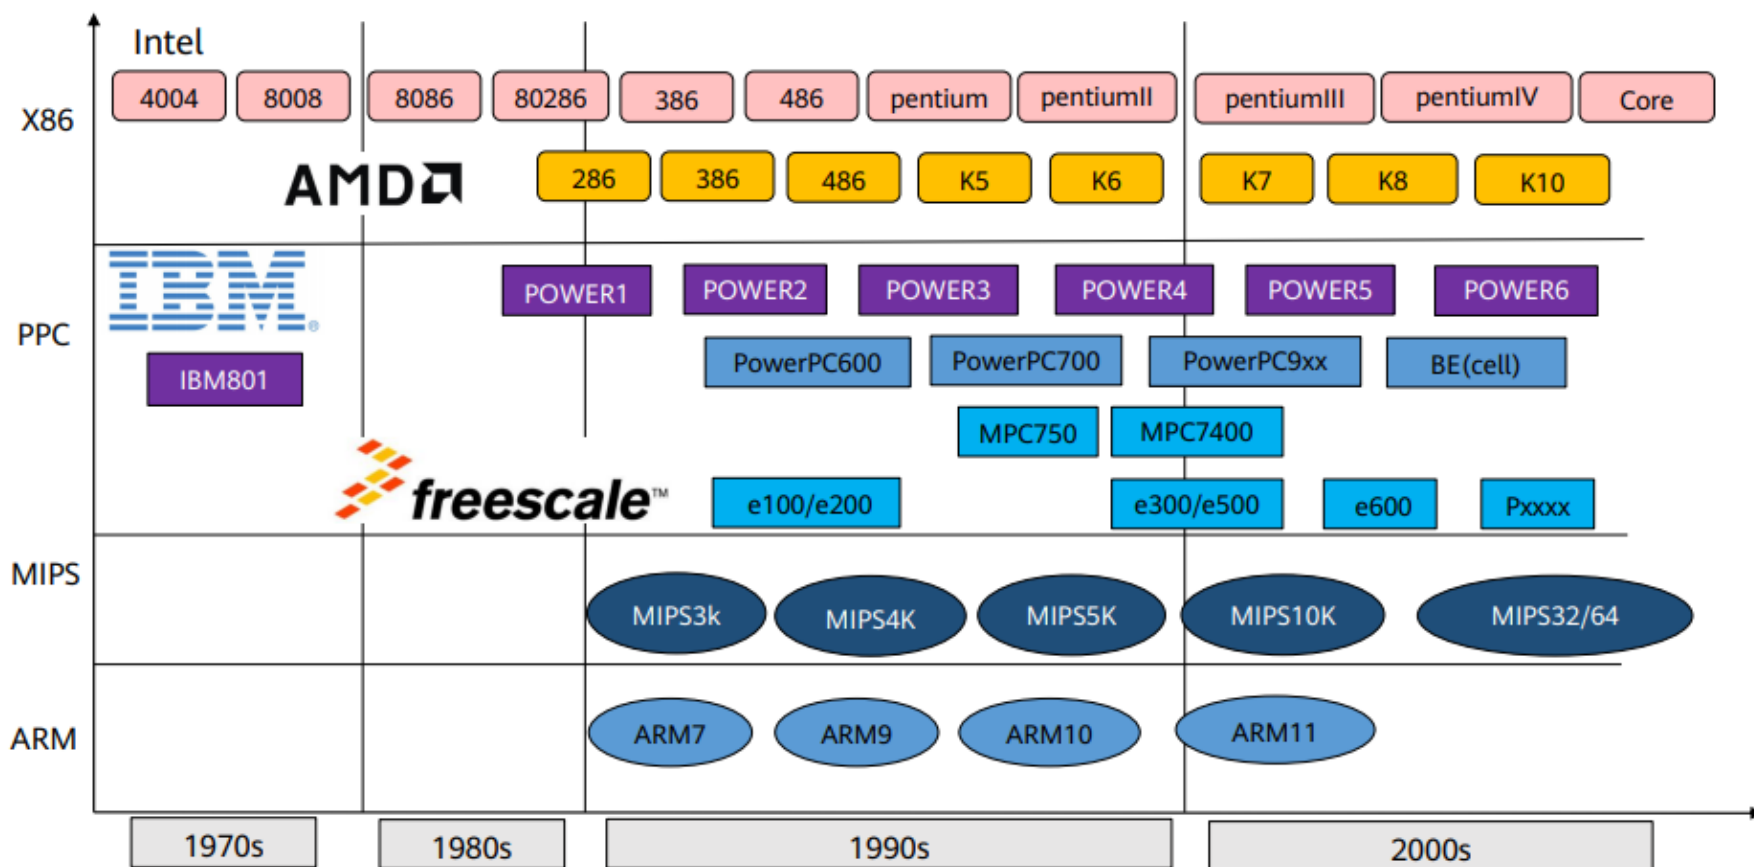 Intel
X86
4004 8008 8086 80286 386 486 pentium pentiumII pentiumIII pentiumIV Core
AMD
286 386 486 K5 K6 K7 K8 K10
IBM®
PPC
POWER1 POWER2 POWER3 POWER4 POWER5 POWER6
IBM801
PowerPC600 PowerPC700 PowerPC9xx BE(cell)
MPC750 MPC7400
freescale™
e100/e200 e300/e500 e600 Pxxxx
MIPS
MIPS3k MIPS4K MIPS5K MIPS10K MIPS32/64
ARM
ARM7 ARM9 ARM10 ARM11
1970s 1980s 1990s 2000s